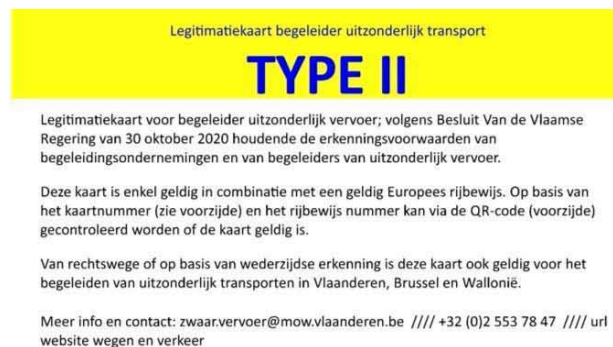 Legitimatiekaart begeleider uitzonderlijk transport
TYPE II
Legitimatiekaart voor begeleider uitzonderlijk vervoer; volgens Besluit Van de Vlaamse
Regering van 30 oktober 2020 houdende de erkenningsvoorwaarden van
begeleidingsondernemingen en van begeleiders van uitzonderlijk vervoer.
Deze kaart is enkel geldig in combinatie met een geldig Europees rijbewijs. Op basis van
het kaartnummer (zie voorzijde) en het rijbewijs nummer kan via de QR-code (voorzijde)
gecontroleerd worden of de kaart geldig is.
Van rechtswege of op basis van wederzijdse erkenning is deze kaart ook geldig voor het
begeleiden van uitzonderlijk transporten in Vlaanderen, Brussel en Wallonië.
Meer info en contact: zwaar.vervoer@mow.vlaanderen.be //// +32 (0)2 553 78 47 //// url
website wegen en verkeer